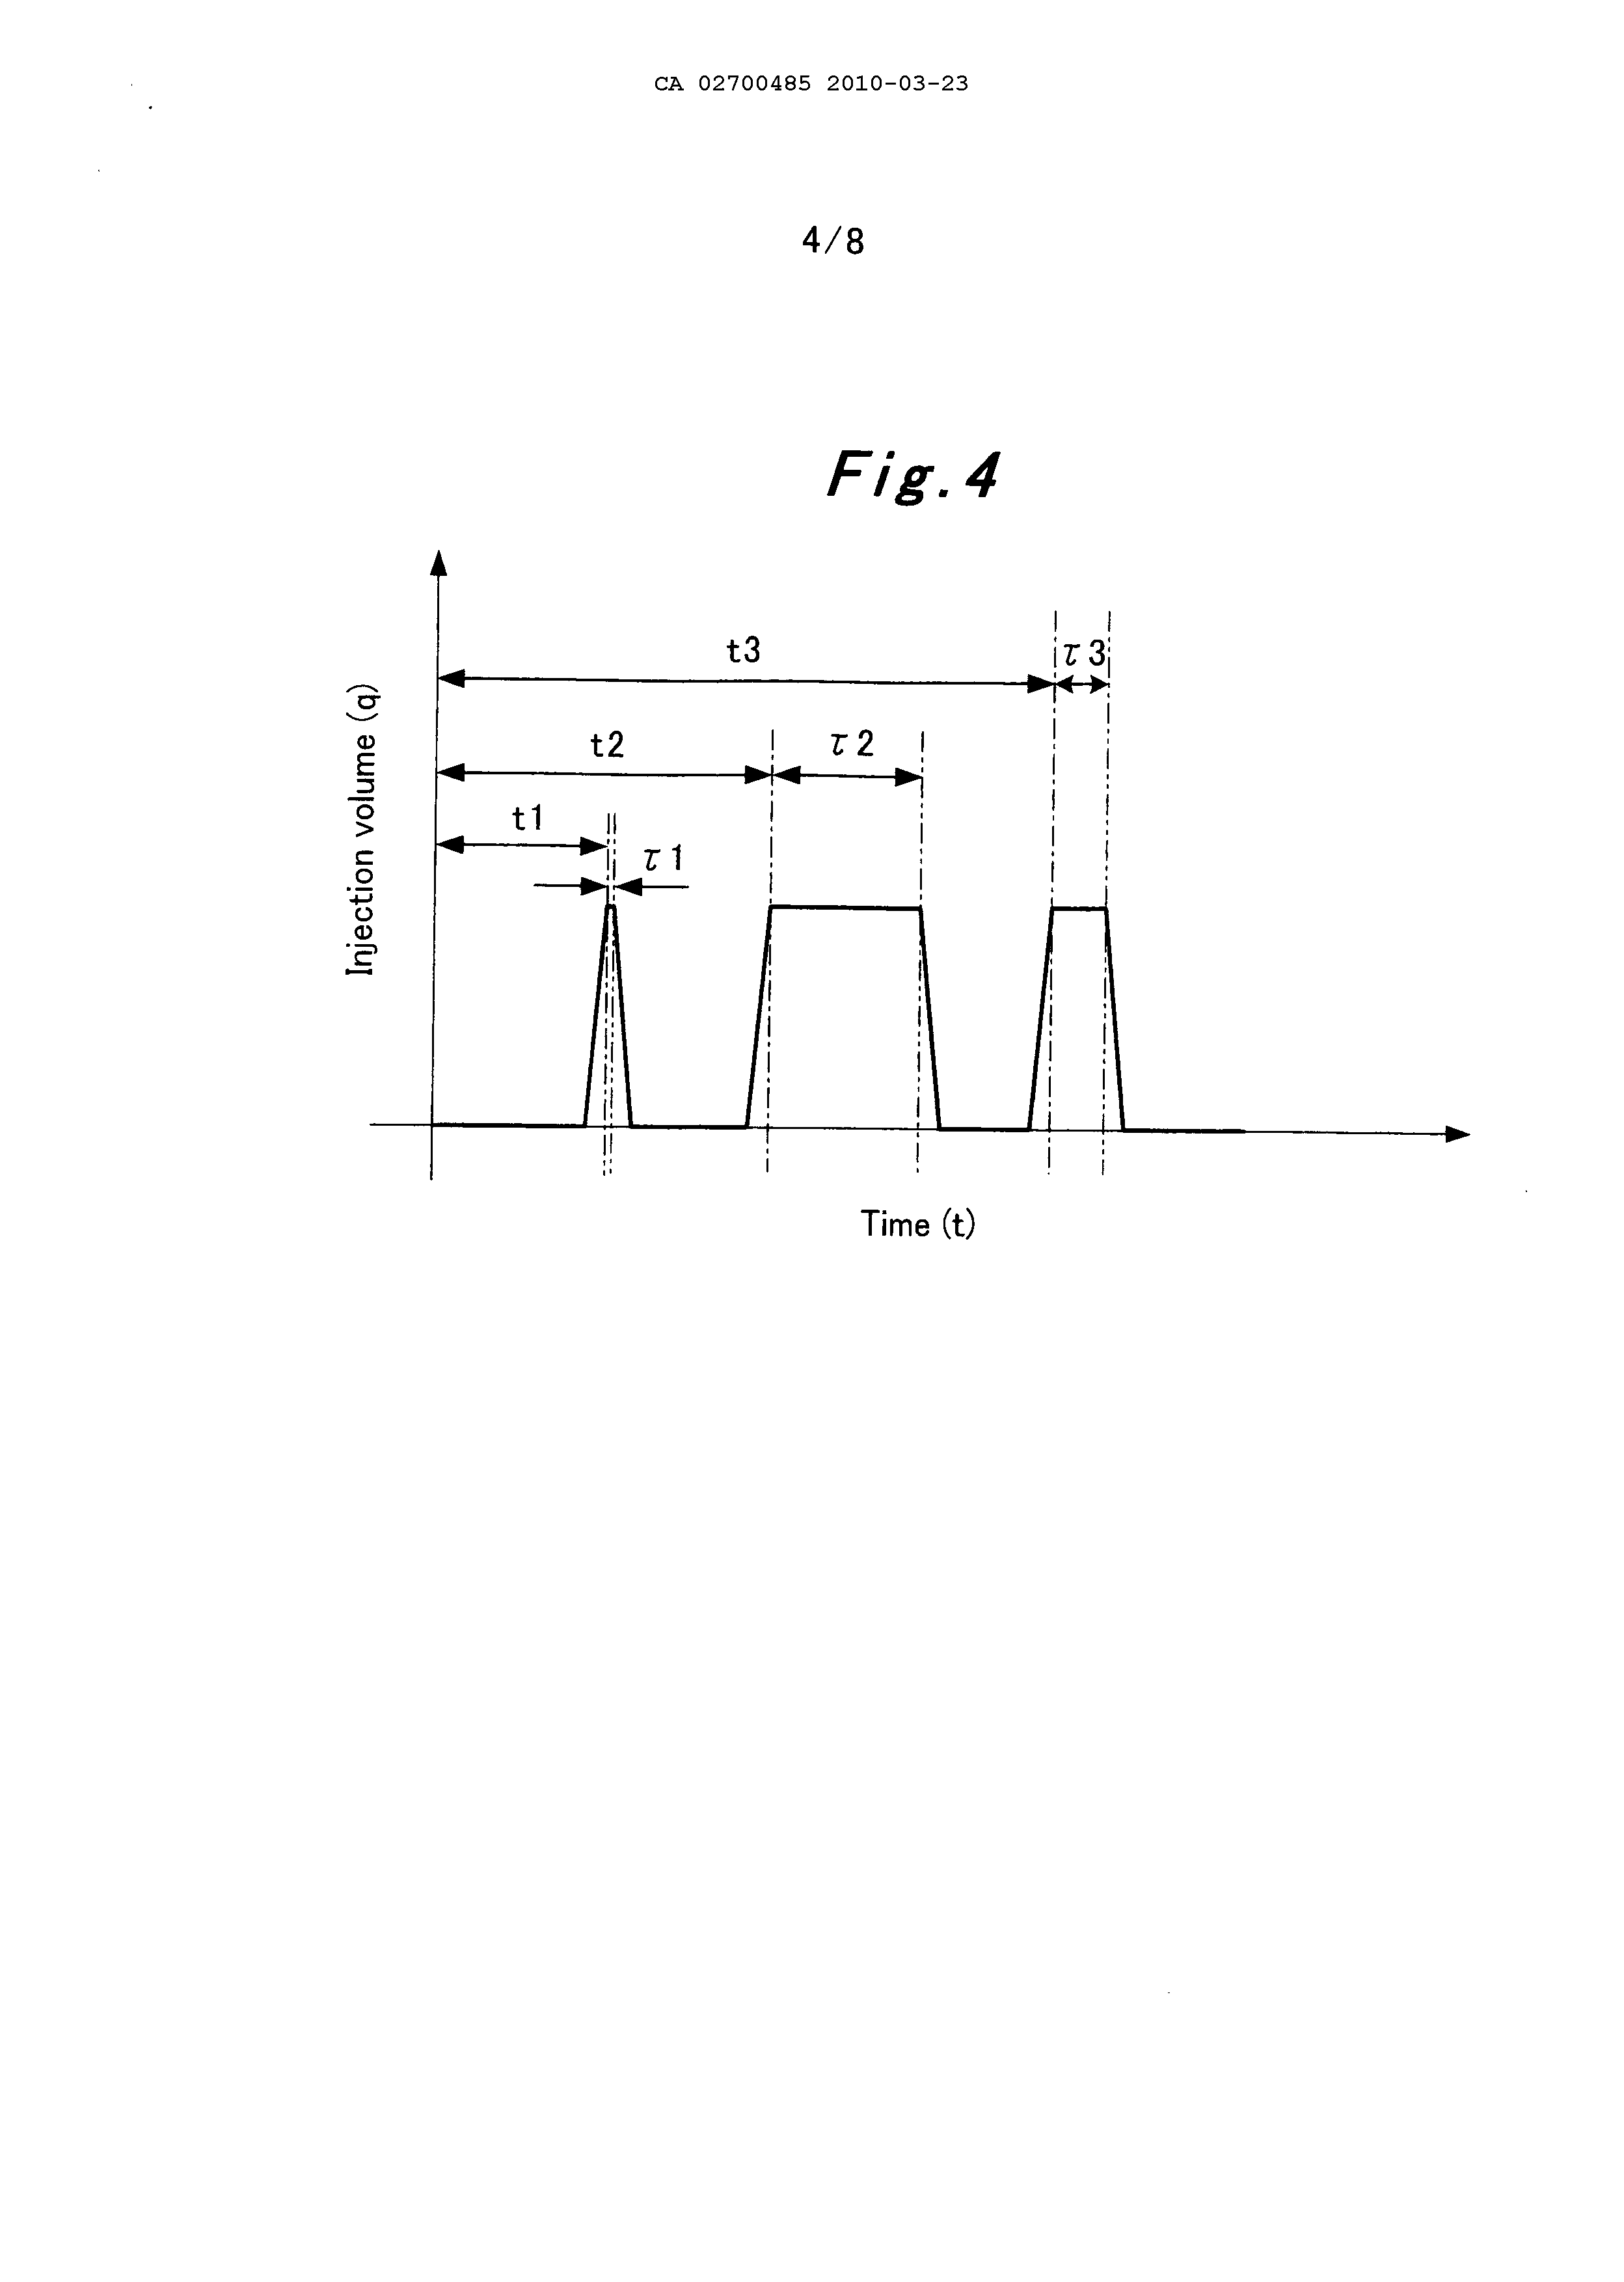 CA 02700485 2010-03-23
4/8
Fig. 4
t3
τ3
t2
τ2
t1
τ1
Injection volume (q)
Time (t)